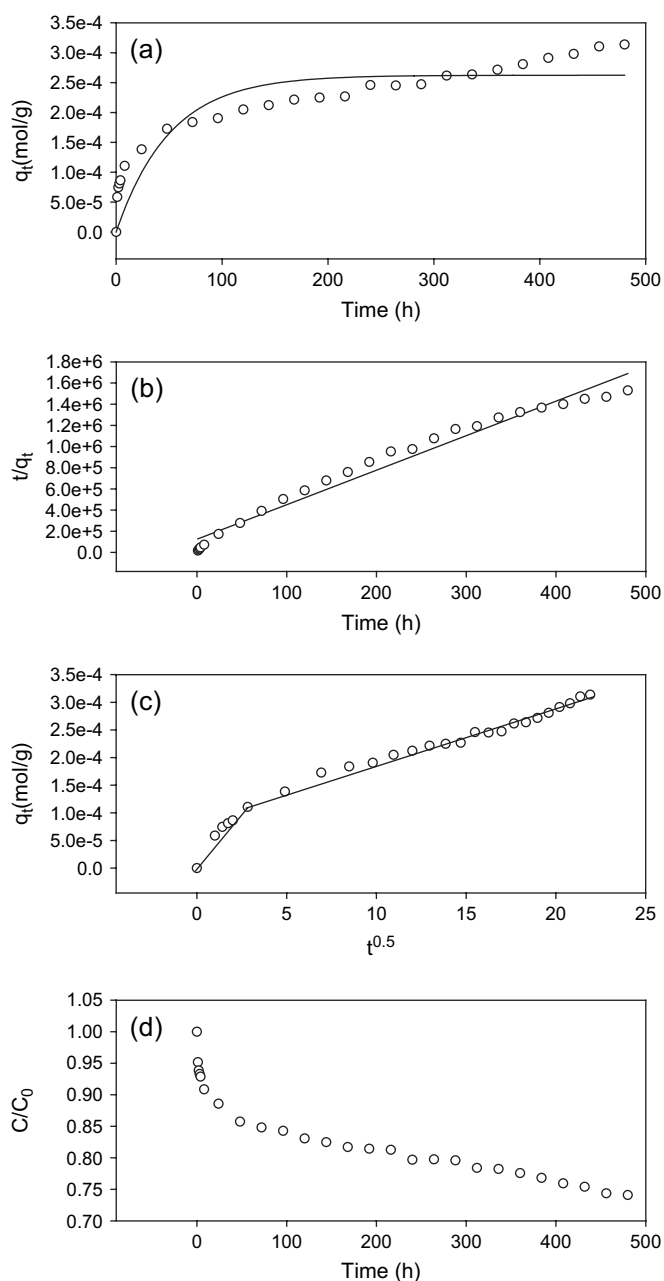 (a)
3.5e-4
3.0e-4
2.5e-4
2.0e-4
1.5e-4
1.0e-4
5.0e-5
0.0
qt(mol/g)
0 100 200 300 400 500
Time (h)
(b)
1.8e+6
1.6e+6
1.4e+6
1.2e+6
1.0e+6
8.0e+5
6.0e+5
4.0e+5
2.0e+5
0.0
t/qt
0 100 200 300 400 500
Time (h)
(c)
3.5e-4
3.0e-4
2.5e-4
2.0e-4
1.5e-4
1.0e-4
5.0e-5
0.0
qt(mol/g)
0 5 10 15 20 25
t0.5
(d)
1.05
1.00
0.95
0.90
0.85
0.80
0.75
0.70
C/C0
0 100 200 300 400 500
Time (h)